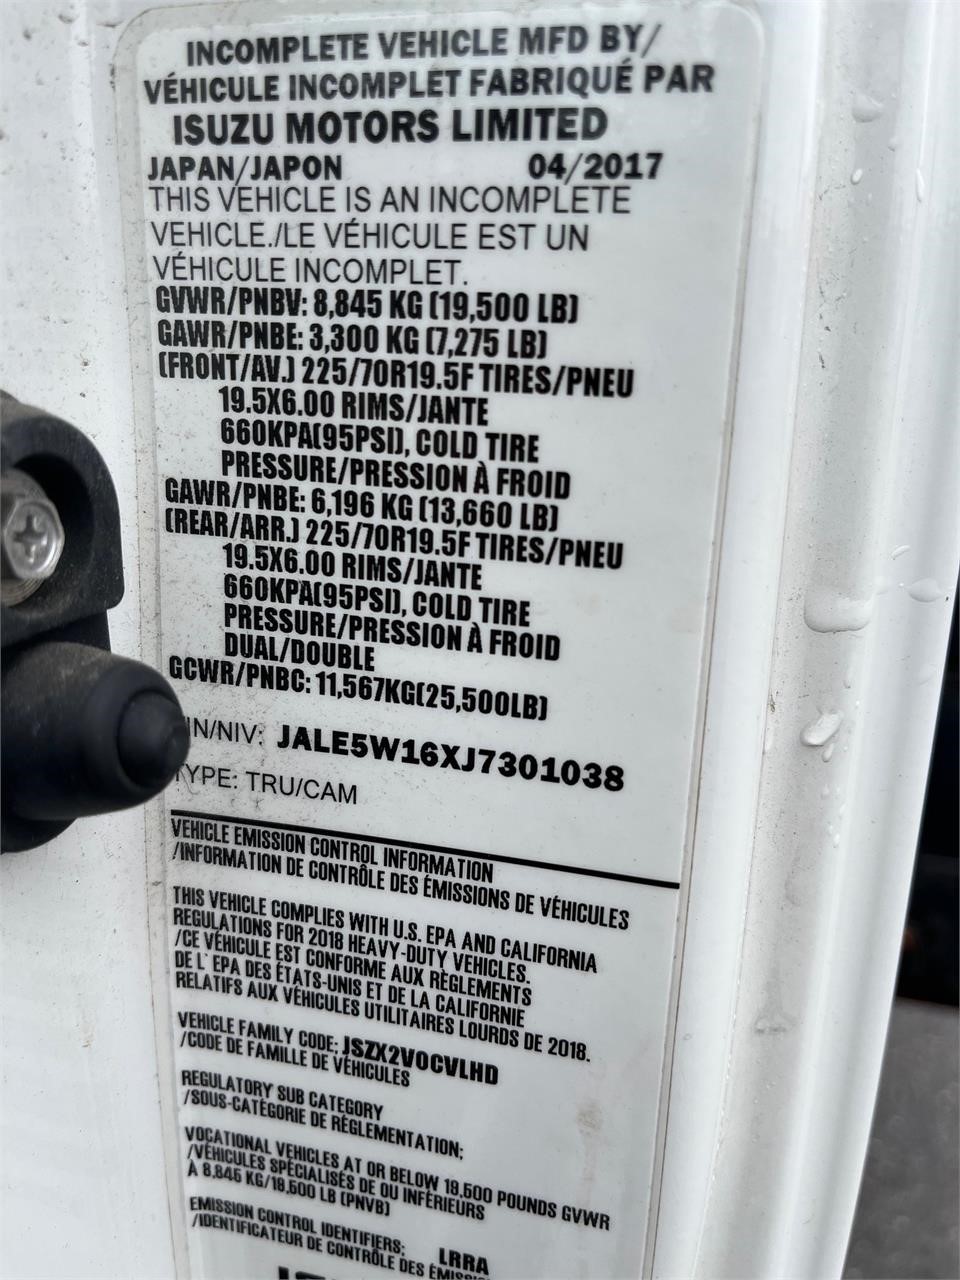 INCOMPLETE VEHICLE MFD BY/
VÉHICULE INCOMPLET FABRIQUÉ PAR
ISUZU MOTORS LIMITED
JAPAN/JAPON 04/2017
THIS VEHICLE IS AN INCOMPLETE
VEHICLE./LE VÉHICULE EST UN
VÉHICULE INCOMPLET.
GVWR/PNBV: 8,845 KG (19,500 LB)
GAWR/PNBE: 3,300 KG (7,275 LB)
(FRONT/AV.) 225/70R19.5F TIRES/PNEU
19.5X6.00 RIMS/JANTE
660KPA(95PSI), COLD TIRE
PRESSURE/PRESSION À FROID
GAWR/PNBE: 6,196 KG (13,660 LB)
(REAR/ARR.) 225/70R19.5F TIRES/PNEU
19.5X6.00 RIMS/JANTE
660KPA(95PSI), COLD TIRE
PRESSURE/PRESSION À FROID
DUAL/DOUBLE
GCWR/PNBC: 11,567KG(25,500LB)
IN/NIV: JALE5W16XJ7301038
TYPE: TRU/CAM
VEHICLE EMISSION CONTROL INFORMATION
/INFORMATION DE CONTRÔLE DES ÉMISSIONS DE VÉHICULES
THIS VEHICLE COMPLIES WITH U.S. EPA AND CALIFORNIA
REGULATIONS FOR 2018 HEAVY-DUTY VEHICLES.
/CE VÉHICULE EST CONFORME AUX RÈGLEMENTS
DE L'EPA DES ÉTATS-UNIS ET DE LA CALIFORNIE
RELATIFS AUX VÉHICULES UTILITAIRES LOURDS DE 2018.
VEHICLE FAMILY CODE: JSZX2VOCVLHD
/CODE DE FAMILLE DE VÉHICULES
REGULATORY SUB CATEGORY
/SOUS-CATÉGORIE DE RÉGLEMENTATION;
VOCATIONAL VEHICLES AT OR BELOW 19,500 POUNDS GVWR
/VÉHICULES SPÉCIALISÉS DE OU INFÉRIEURS
À 8,845 KG/19,500 LB (PNVB)
EMISSION CONTROL IDENTIFIERS: LRRA
/IDENTIFICATEUR DE CONTRÔLE DES